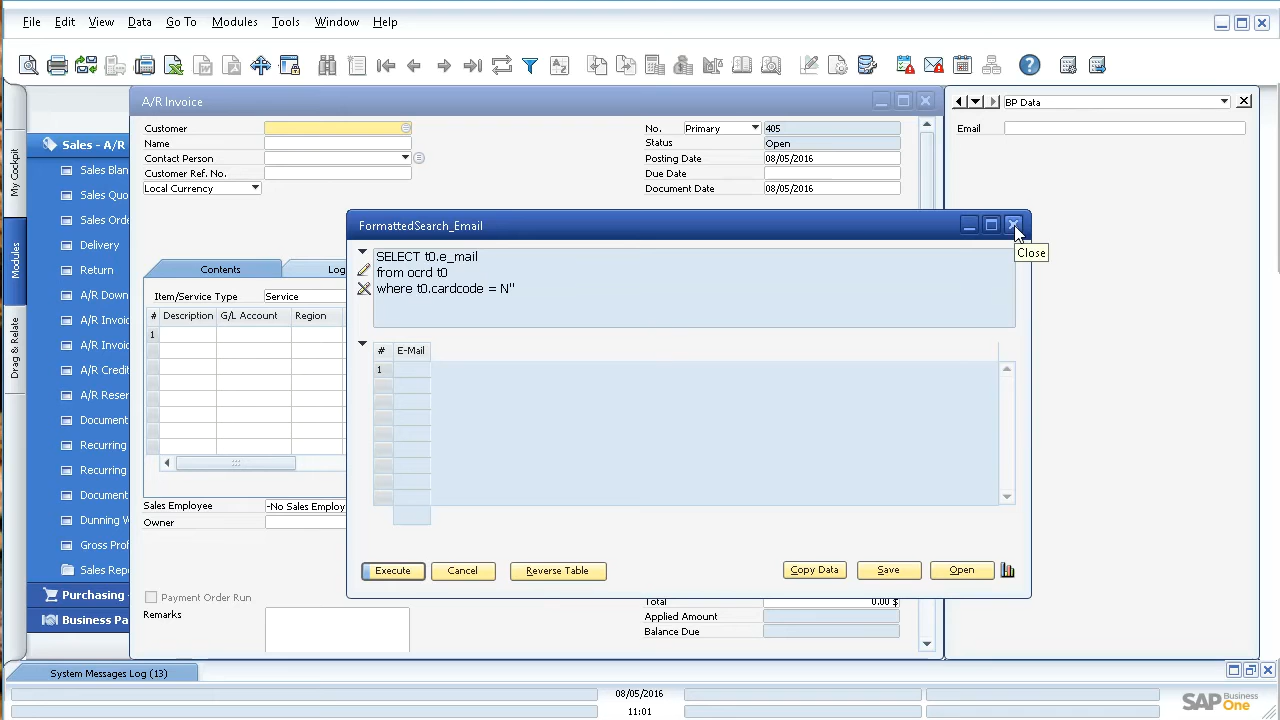 File Edit View Data Go To Modules Tools Window Help
A/R Invoice
BP Data
Customer
Name
Contact Person
Customer Ref. No.
Local Currency
No. Primary 405
Status Open
Posting Date 08/05/2016
Due Date
Document Date 08/05/2016
Email
My Cockpit
Modules
Drag & Relate
Sales - A/R
Sales Blan
Sales Quo
Sales Orde
Delivery
Return
A/R Down
A/R Invoic
A/R Invoic
A/R Credit
A/R Reser
Document
Recurring
Recurring
Document
Dunning W
Gross Prof
Sales Repo
Purchasing -
Business Pa
Contents Log
Item/Service Type Service
# Description G/L Account Region
1
Sales Employee -No Sales Employ
Owner
Payment Order Run
Remarks
FormattedSearch_Email
Close
SELECT t0.e_mail
from ocrd t0
where t0.cardcode = N''
# E-Mail
1
Execute Cancel Reverse Table Copy Data Save Open
Total 0.00 $
Applied Amount
Balance Due
System Messages Log (13)
08/05/2016
11:01
SAP Business One